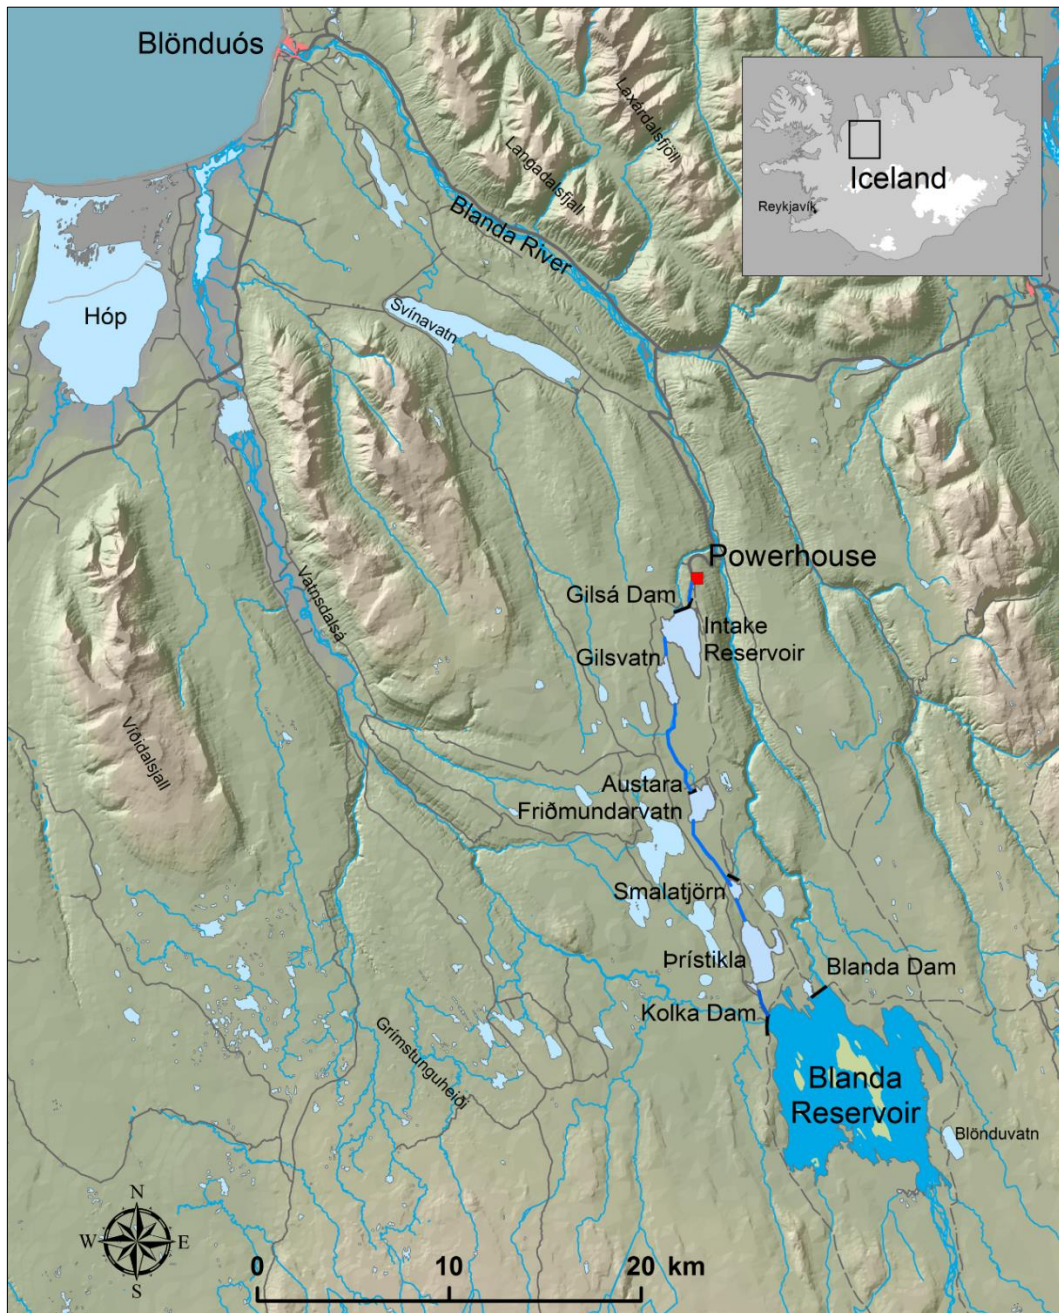 Blönduós
Laxárdalsfjöll
Langadalsfjall
Blanda River
Iceland
Reykjavík
Hóp
Svínavatn
Powerhouse
Gilsá Dam
Intake
Reservoir
Gilsvatn
Vatnsdalsá
Víðidalsjall
Austara
Friðmundarvatn
Smalatjörn
Þrístikla
Blanda Dam
Kolka Dam
Grímstunguheiði
Blanda
Reservoir
Blönduvatn
N
W E
S
0 10 20 km